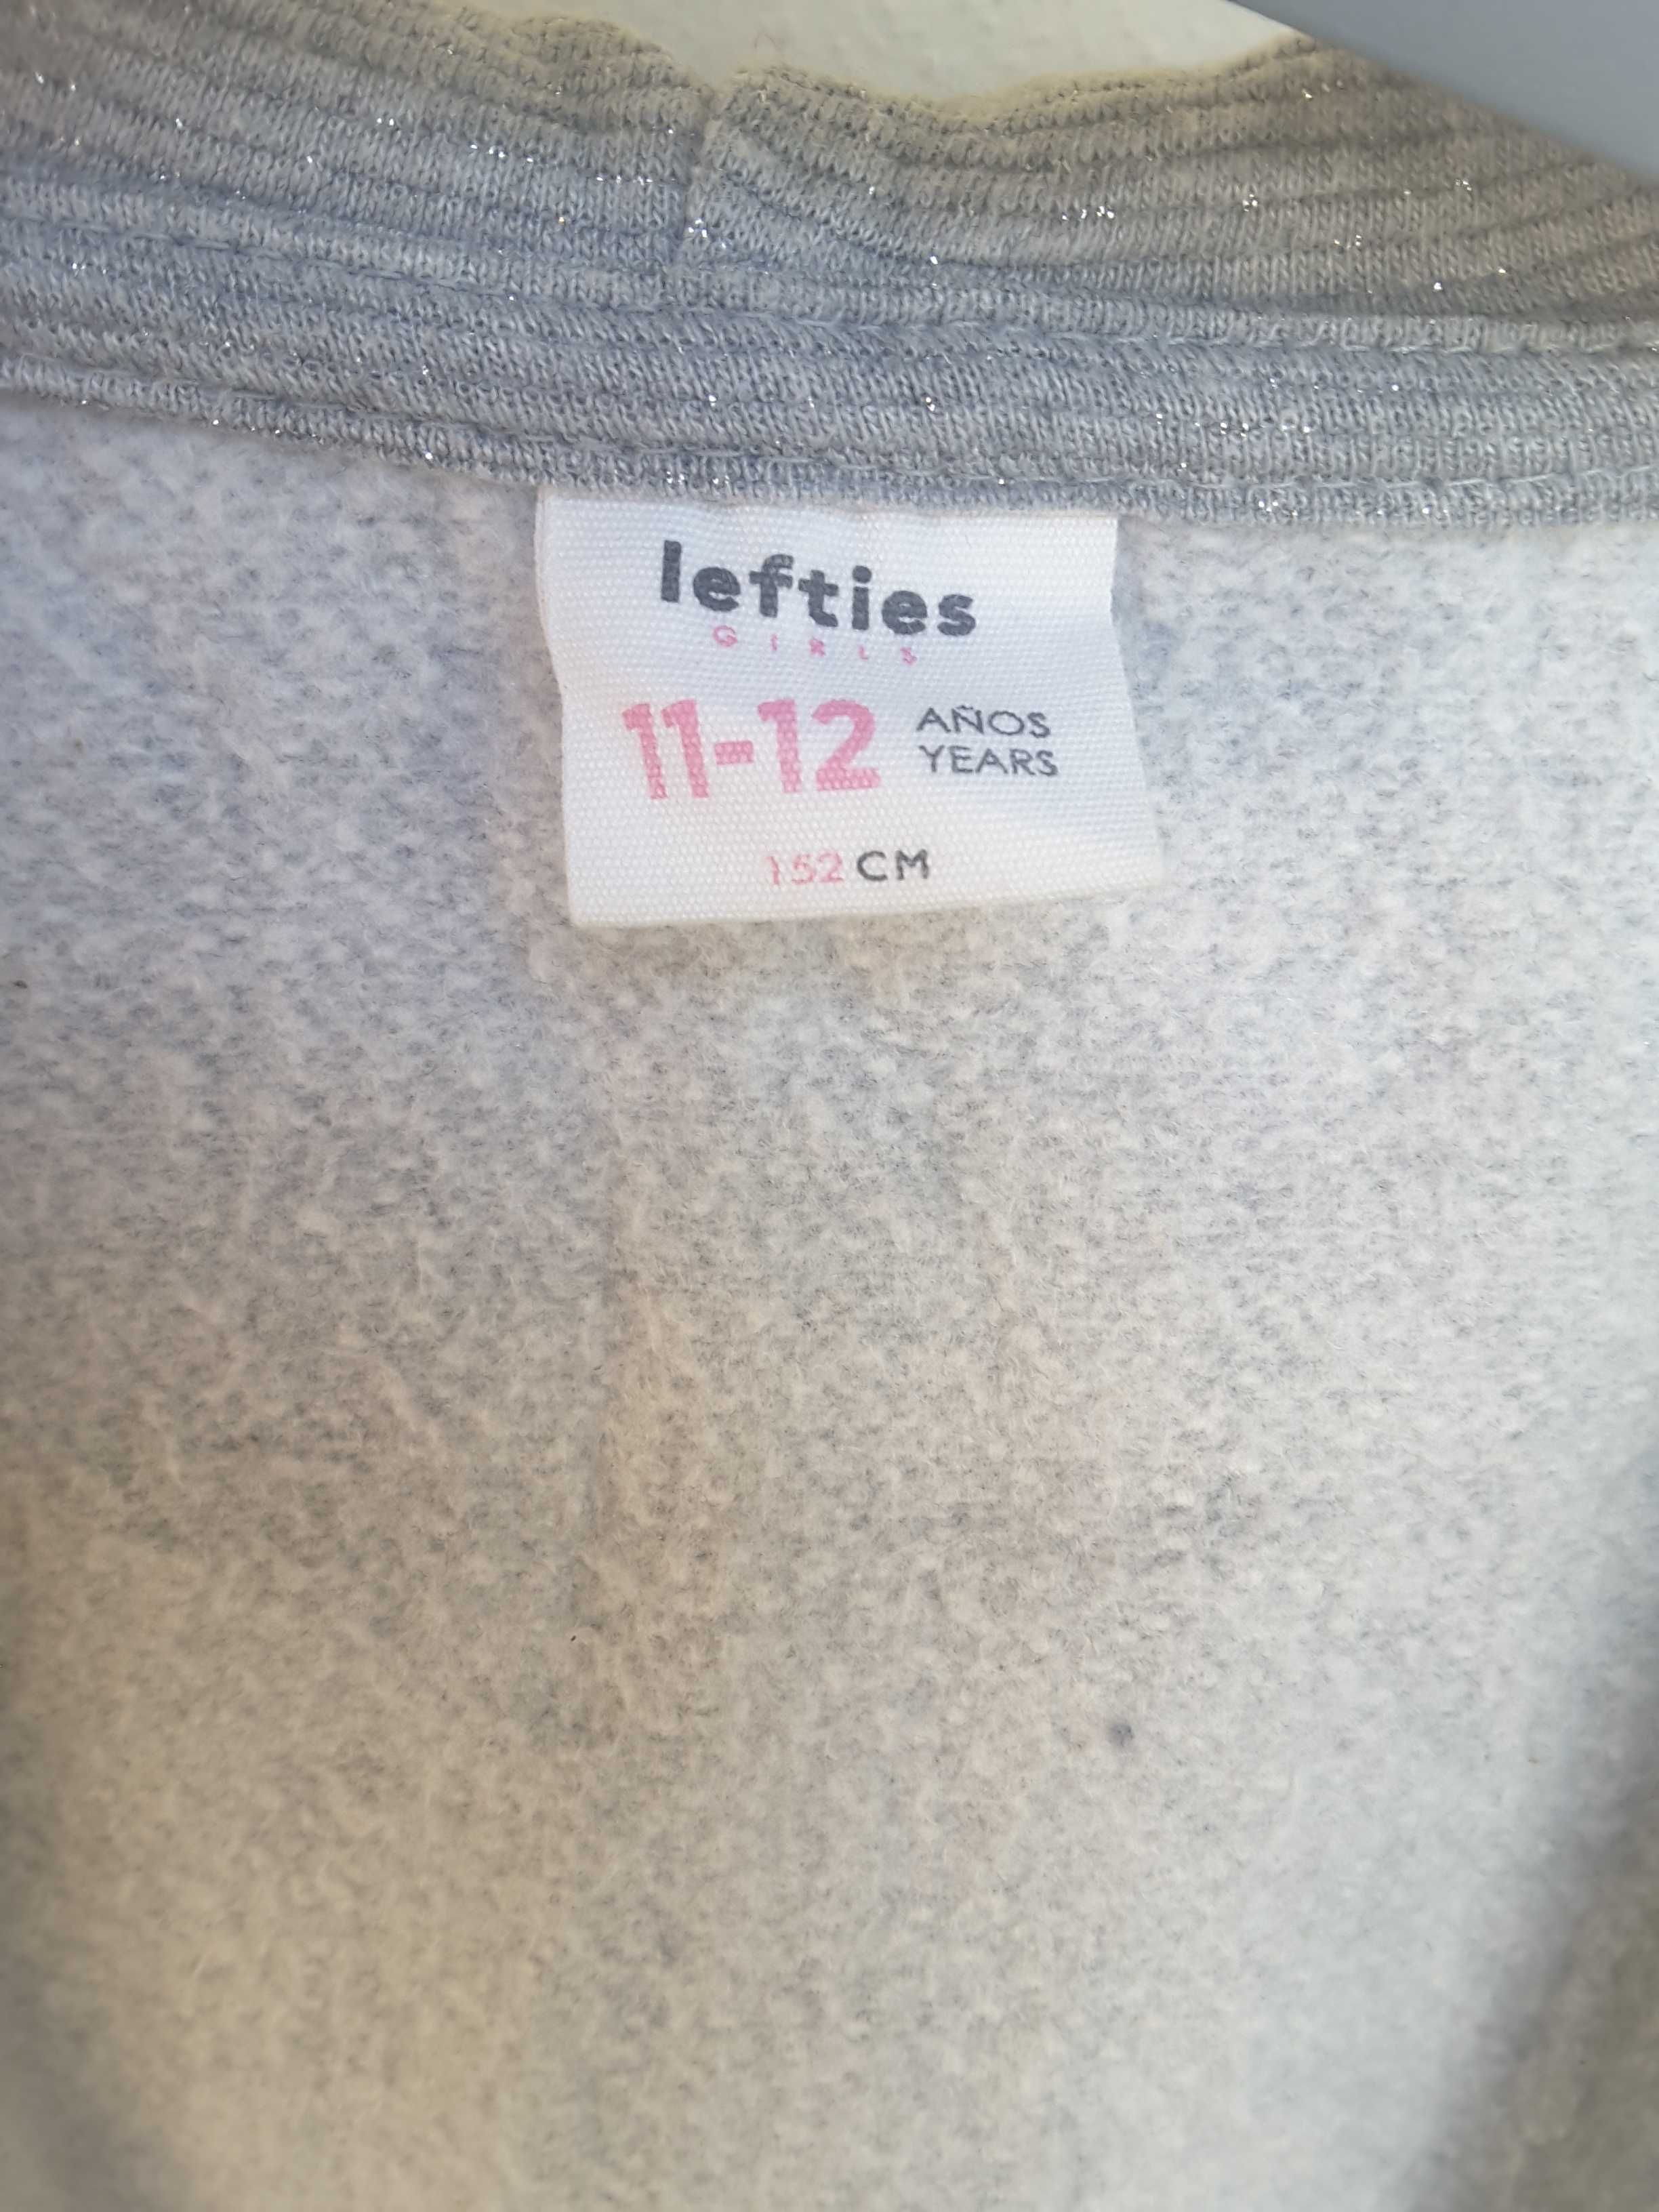 lefties
GIRLS
11-12 AÑOS
YEARS
152 CM